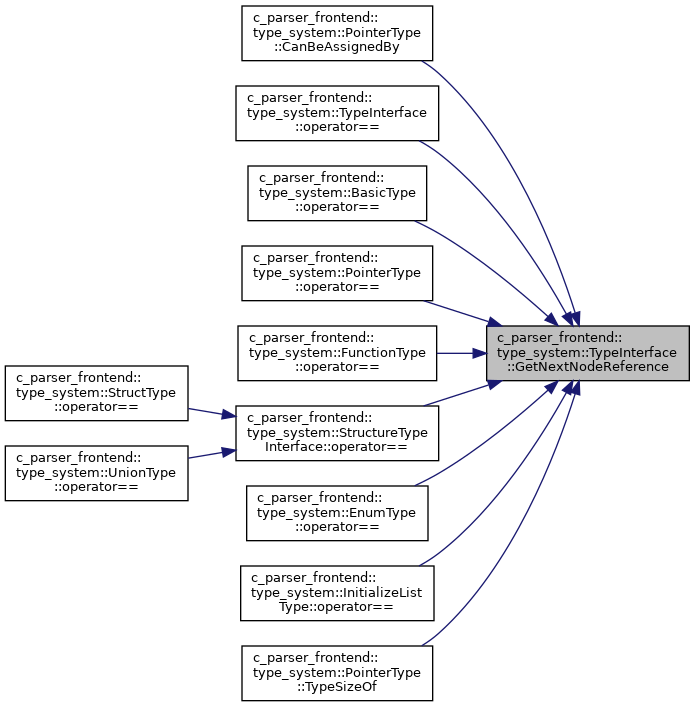 c_parser_frontend::
type_system::PointerType
::CanBeAssignedBy
c_parser_frontend::
type_system::TypeInterface
::operator==
c_parser_frontend::
type_system::BasicType
::operator==
c_parser_frontend::
type_system::PointerType
::operator==
c_parser_frontend::
type_system::FunctionType
::operator==
c_parser_frontend::
type_system::TypeInterface
::GetNextNodeReference
c_parser_frontend::
type_system::StructType
::operator==
c_parser_frontend::
type_system::StructureType
Interface::operator==
c_parser_frontend::
type_system::UnionType
::operator==
c_parser_frontend::
type_system::EnumType
::operator==
c_parser_frontend::
type_system::InitializeList
Type::operator==
c_parser_frontend::
type_system::PointerType
::TypeSizeOf